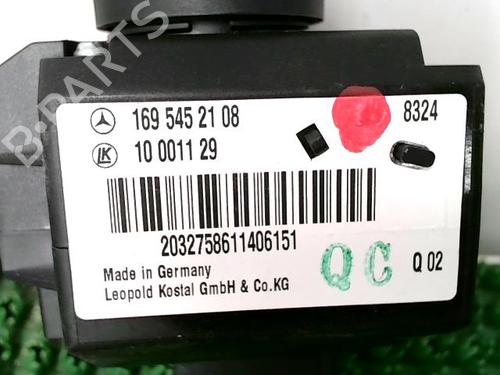 B-PARTS
169 545 21 08
8324
LK
10 0011 29
2032758611406151
Made in Germany
QC
Q 02
Leopold Kostal GmbH & Co.KG